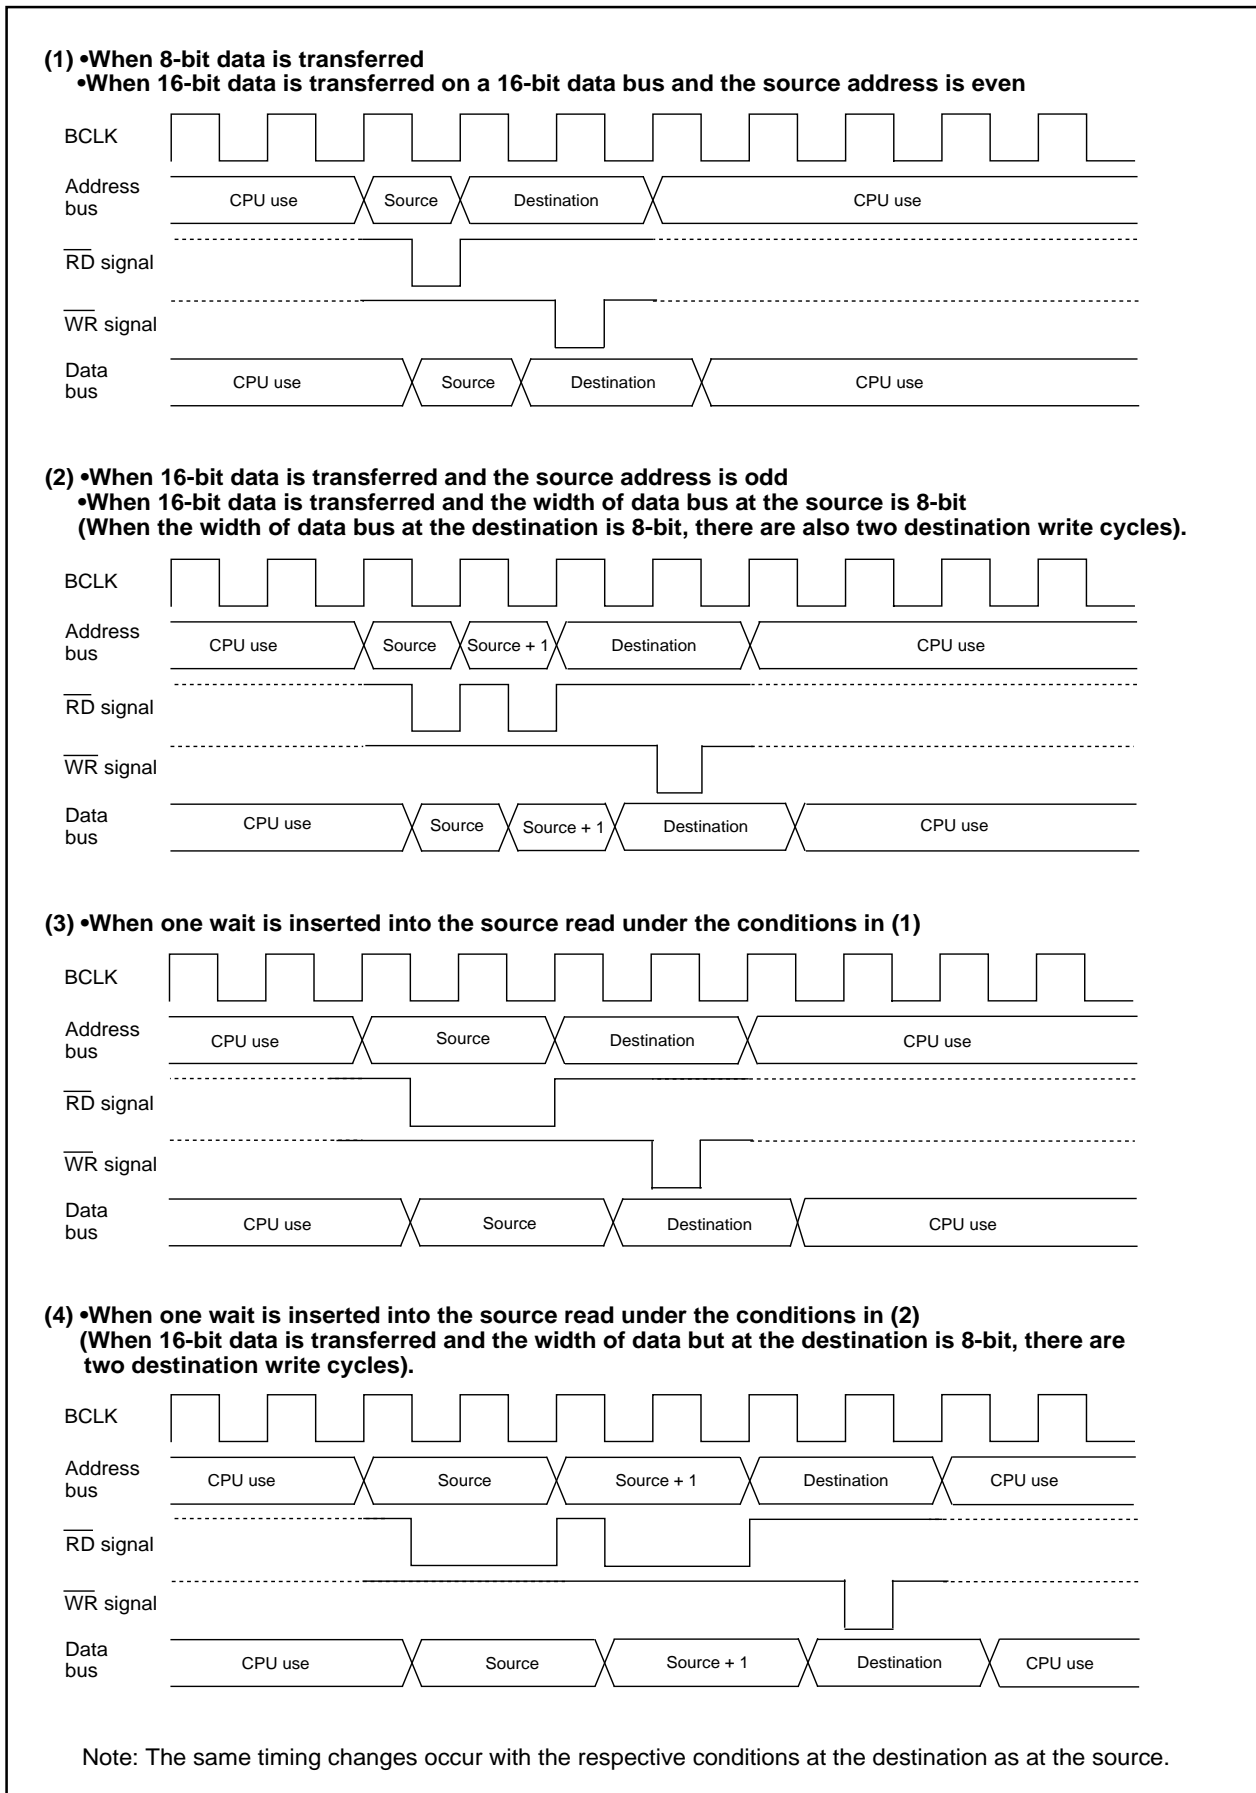 (1) •When 8-bit data is transferred
•When 16-bit data is transferred on a 16-bit data bus and the source address is even
BCLK
Address
bus
CPU use Source Destination CPU use
RD signal
WR signal
Data
bus
CPU use Source Destination CPU use
(2) •When 16-bit data is transferred and the source address is odd
•When 16-bit data is transferred and the width of data bus at the source is 8-bit
(When the width of data bus at the destination is 8-bit, there are also two destination write cycles).
BCLK
Address
bus
CPU use Source Source + 1 Destination CPU use
RD signal
WR signal
Data
bus
CPU use Source Source + 1 Destination CPU use
(3) •When one wait is inserted into the source read under the conditions in (1)
BCLK
Address
bus
CPU use Source Destination CPU use
RD signal
WR signal
Data
bus
CPU use Source Destination CPU use
(4) •When one wait is inserted into the source read under the conditions in (2)
(When 16-bit data is transferred and the width of data but at the destination is 8-bit, there are
two destination write cycles).
BCLK
Address
bus
CPU use Source Source + 1 Destination CPU use
RD signal
WR signal
Data
bus
CPU use Source Source + 1 Destination CPU use
Note: The same timing changes occur with the respective conditions at the destination as at the source.